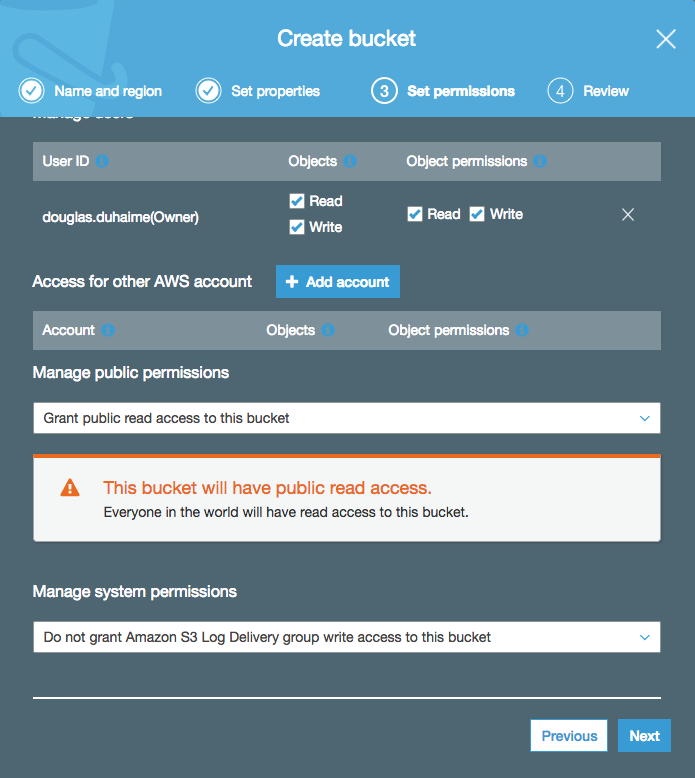 Create bucket
Name and region Set properties 3 Set permissions 4 Review
Manage users
User ID Objects Object permissions
douglas.duhaime(Owner) Read Read Write
Write
Access for other AWS account + Add account
Account Objects Object permissions
Manage public permissions
Grant public read access to this bucket
This bucket will have public read access.
Everyone in the world will have read access to this bucket.
Manage system permissions
Do not grant Amazon S3 Log Delivery group write access to this bucket
Previous Next